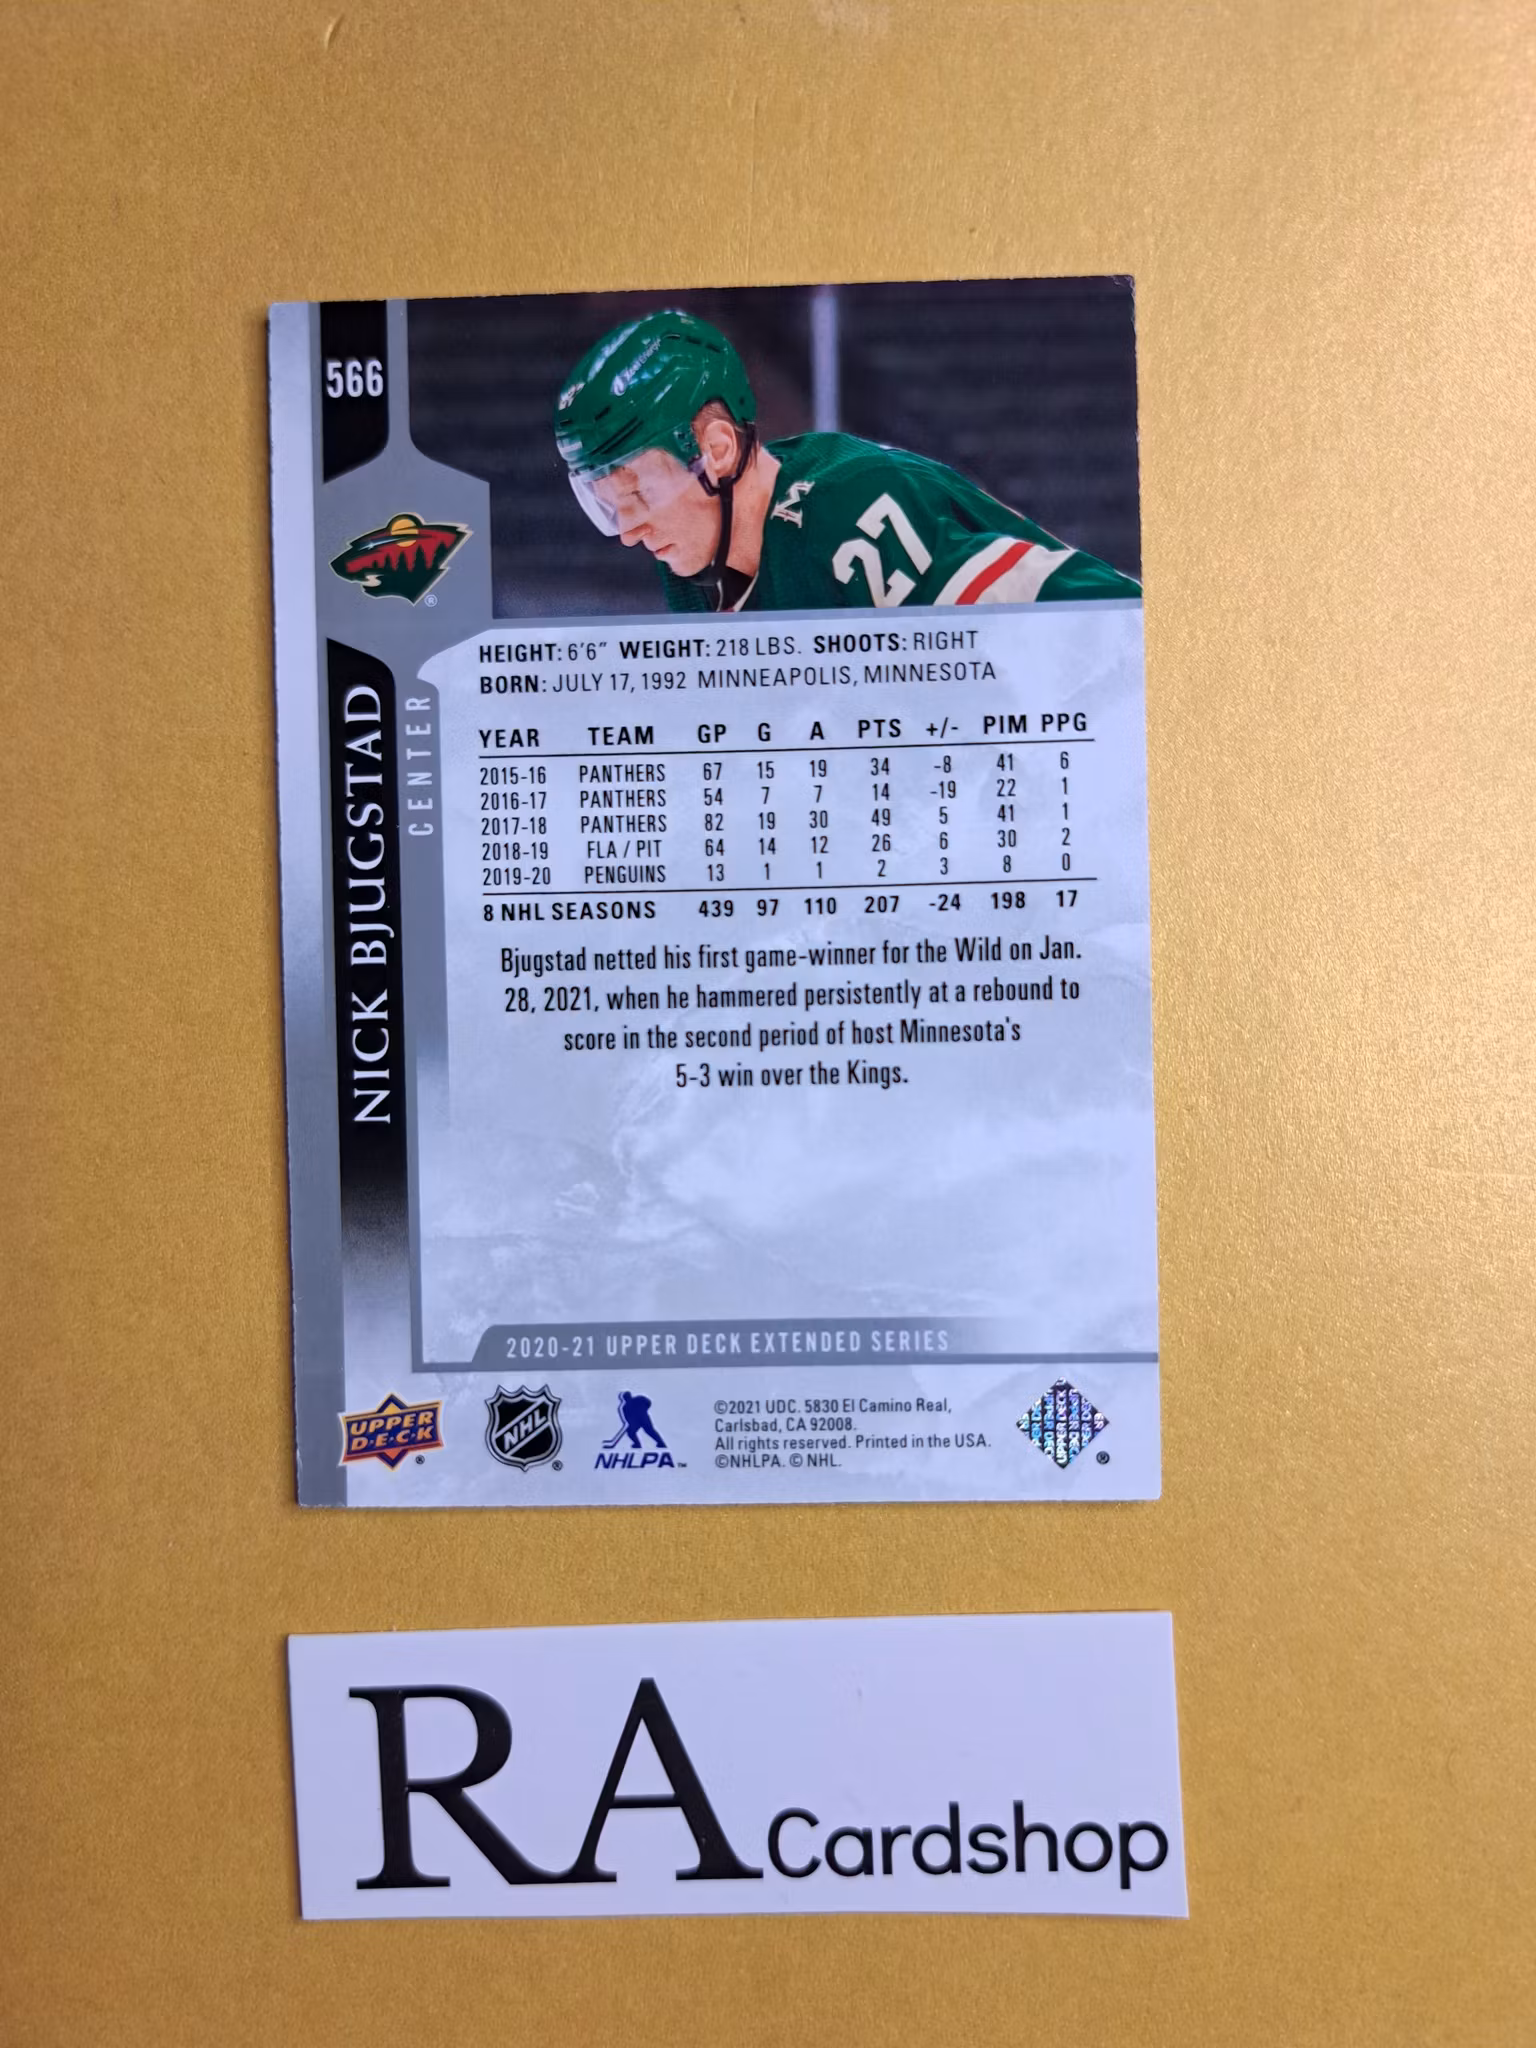 566
27
NICK BJUGSTAD
CENTER
HEIGHT: 6'6" WEIGHT: 218 LBS. SHOOTS: RIGHT
BORN: JULY 17, 1992 MINNEAPOLIS, MINNESOTA
YEAR TEAM GP G A PTS +/- PIM PPG
2015-16 PANTHERS 67 15 19 34 -8 41 6
2016-17 PANTHERS 54 7 7 14 -19 22 1
2017-18 PANTHERS 82 19 30 49 5 41 1
2018-19 FLA / PIT 64 14 12 26 6 30 2
2019-20 PENGUINS 13 1 1 2 3 8 0
8 NHL SEASONS 439 97 110 207 -24 198 17
Bjugstad netted his first game-winner for the Wild on Jan.
28, 2021, when he hammered persistently at a rebound to
score in the second period of host Minnesota's
5-3 win over the Kings.
2020-21 UPPER DECK EXTENDED SERIES
UPPER
D·E·C·K ®
NHL ®
NHLPA ™
©2021 UDC. 5830 El Camino Real,
Carlsbad, CA 92008.
All rights reserved. Printed in the USA.
©NHLPA. © NHL.
UPPER DECK
®
RA Cardshop